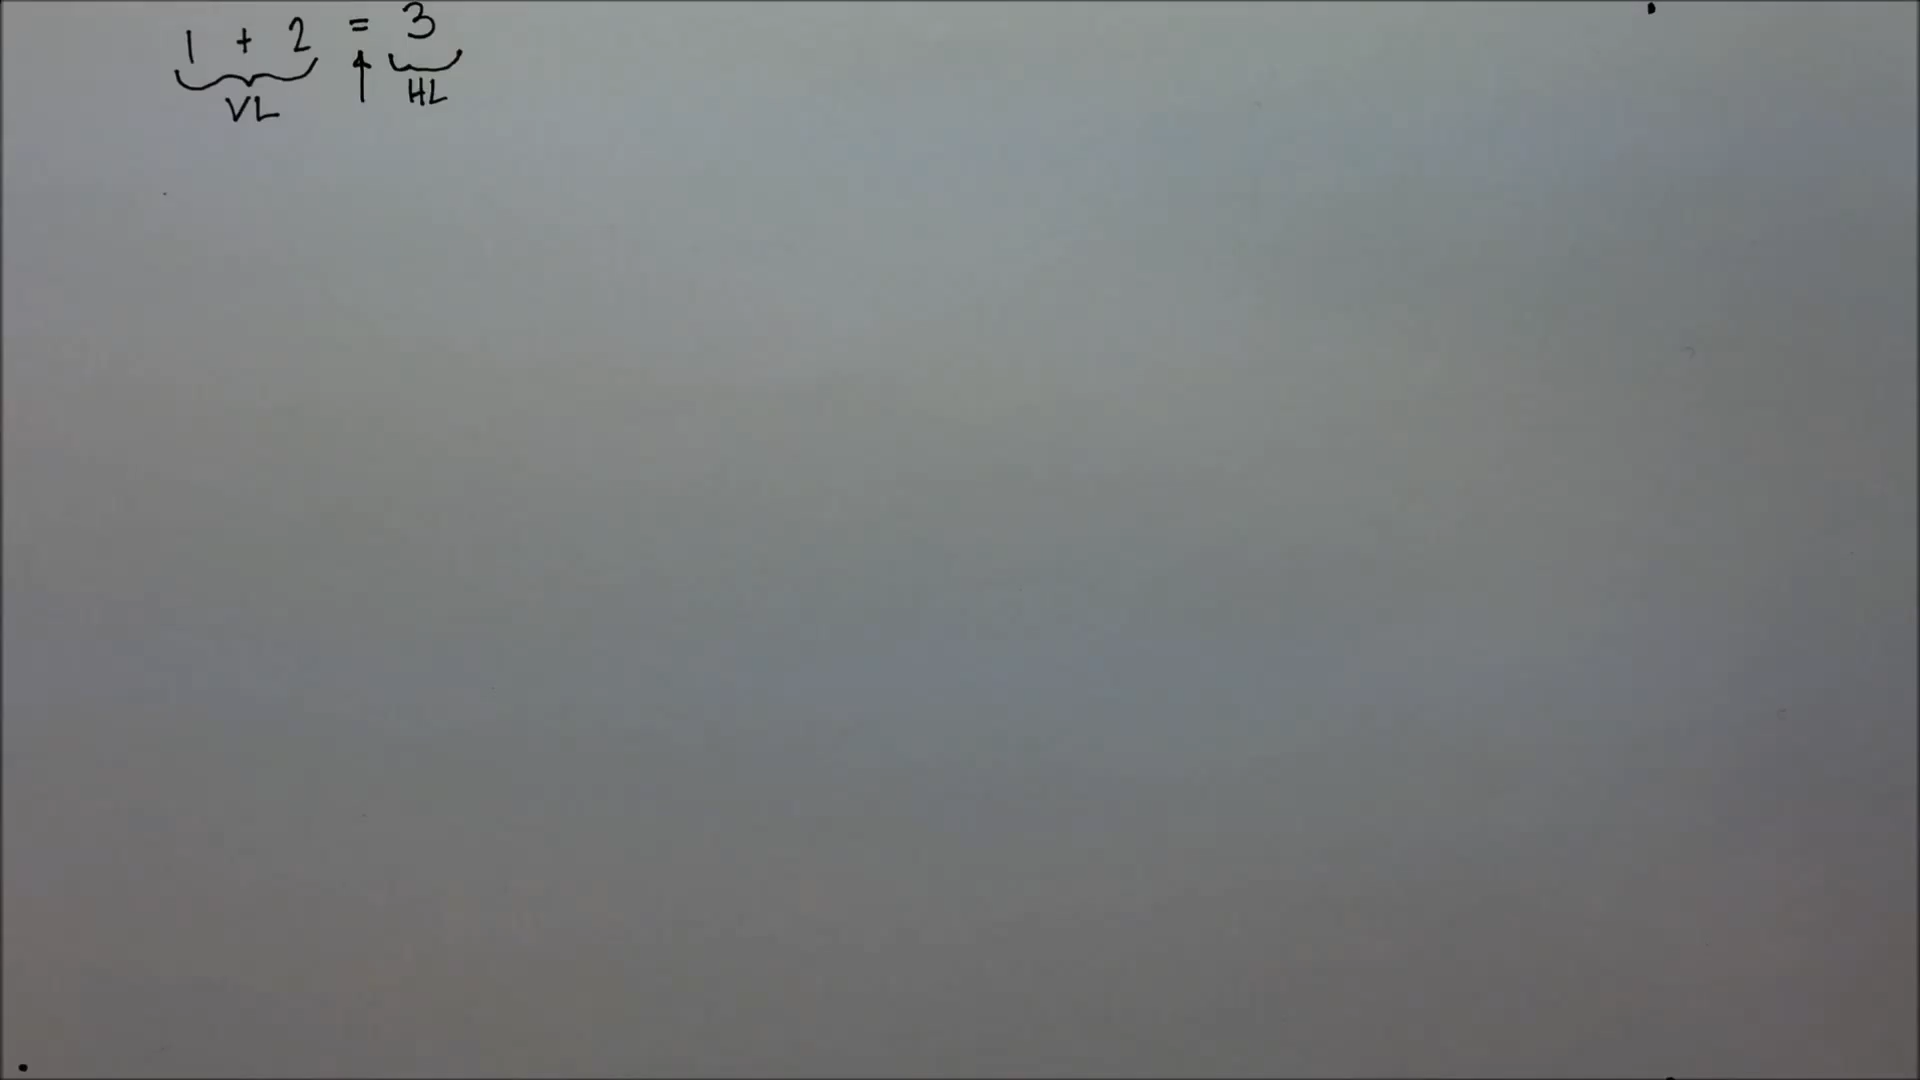 1 + 2 = 3
VL ↑ HL